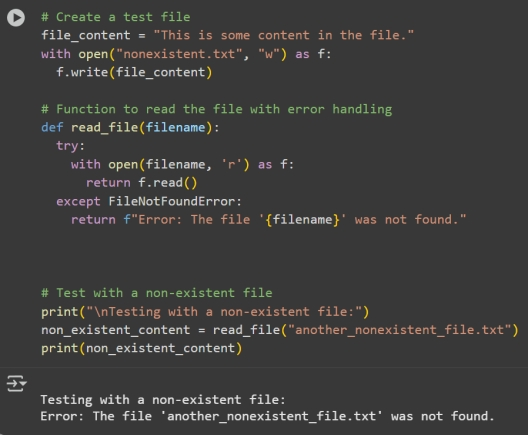 # Create a test file
file_content = "This is some content in the file."
with open("nonexistent.txt", "w") as f:
  f.write(file_content)

# Function to read the file with error handling
def read_file(filename):
  try:
    with open(filename, 'r') as f:
      return f.read()
  except FileNotFoundError:
    return f"Error: The file '{filename}' was not found."

# Test with a non-existent file
print("\nTesting with a non-existent file:")
non_existent_content = read_file("another_nonexistent_file.txt")
print(non_existent_content)

Testing with a non-existent file:
Error: The file 'another_nonexistent_file.txt' was not found.